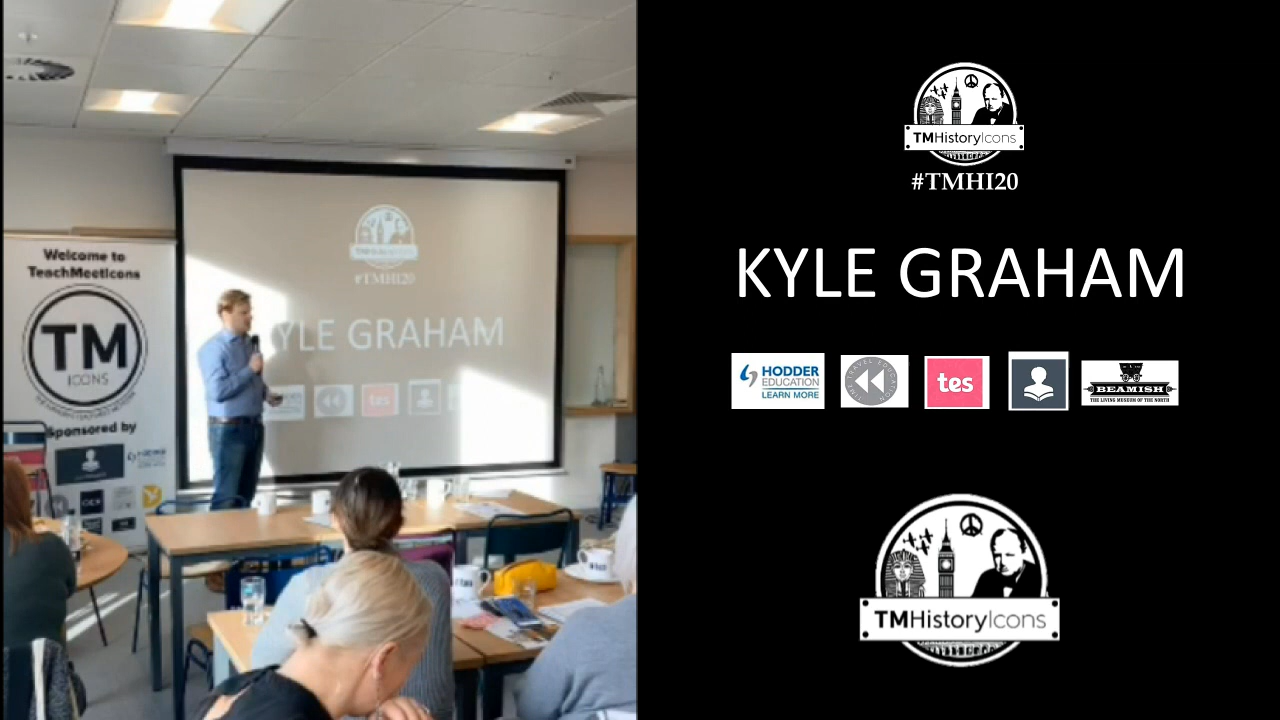 Welcome to
TeachMeetIcons
TM
ICONS
Sponsored by
#TMHI20
KYLE GRAHAM
tes
TMHistoryIcons
#TMHI20
KYLE GRAHAM
HODDER
EDUCATION
LEARN MORE
tes
BEAMISH
THE LIVING MUSEUM OF THE NORTH
TMHistoryIcons